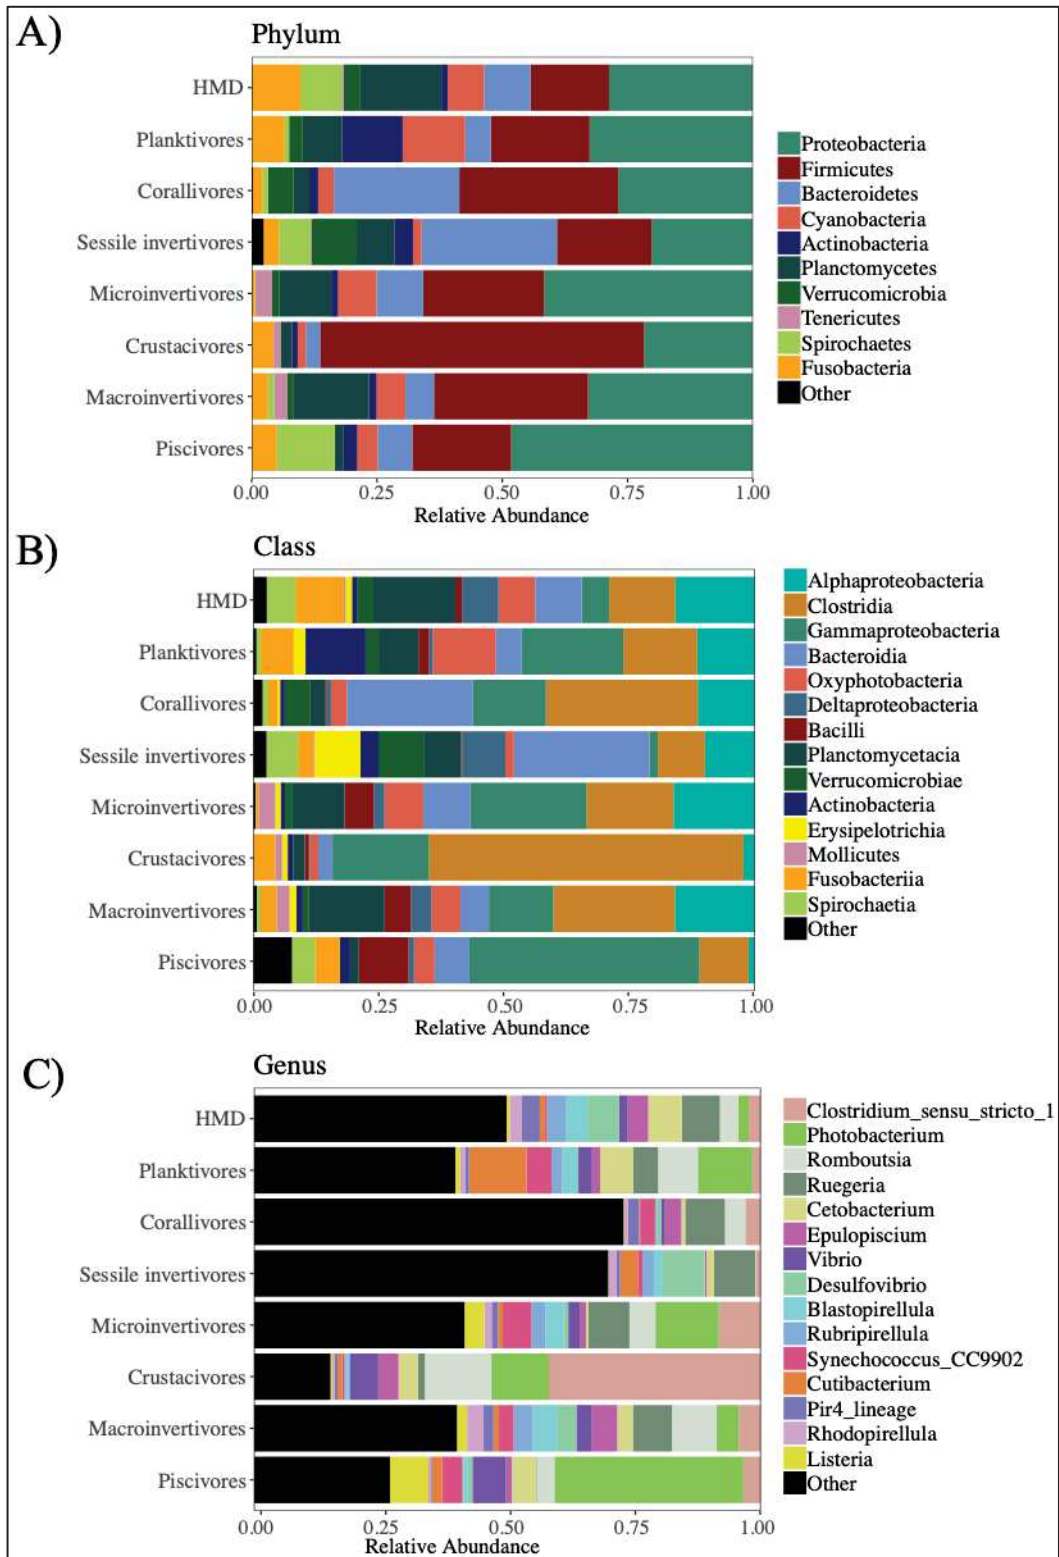 A)
Phylum
HMD
Planktivores
Corallivores
Sessile invertivores
Microinvertivores
Crustacivores
Macroinvertivores
Piscivores
0.00 0.25 0.50 0.75 1.00
Relative Abundance
Proteobacteria
Firmicutes
Bacteroidetes
Cyanobacteria
Actinobacteria
Planctomycetes
Verrucomicrobia
Tenericutes
Spirochaetes
Fusobacteria
Other
B)
Class
HMD
Planktivores
Corallivores
Sessile invertivores
Microinvertivores
Crustacivores
Macroinvertivores
Piscivores
0.00 0.25 0.50 0.75 1.00
Relative Abundance
Alphaproteobacteria
Clostridia
Gammaproteobacteria
Bacteroidia
Oxyphotobacteria
Deltaproteobacteria
Bacilli
Planctomycetacia
Verrucomicrobiae
Actinobacteria
Erysipelotrichia
Mollicutes
Fusobacteriia
Spirochaetia
Other
C)
Genus
HMD
Planktivores
Corallivores
Sessile invertivores
Microinvertivores
Crustacivores
Macroinvertivores
Piscivores
0.00 0.25 0.50 0.75 1.00
Relative Abundance
Clostridium_sensu_stricto_1
Photobacterium
Romboutsia
Ruegeria
Cetobacterium
Epulopiscium
Vibrio
Desulfovibrio
Blastopirellula
Rubripirellula
Synechococcus_CC9902
Cutibacterium
Pir4_lineage
Rhodopirellula
Listeria
Other